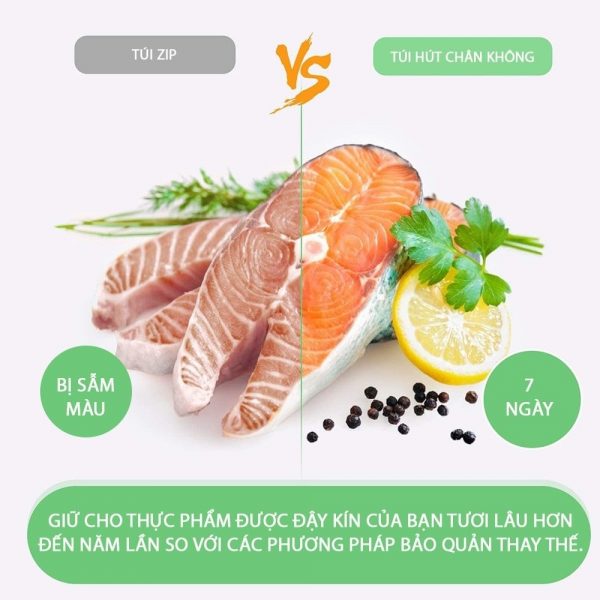 TÚI ZIP
VS
TÚI HÚT CHÂN KHÔNG
BỊ SẪM
MÀU
7
NGÀY
GIỮ CHO THỰC PHẨM ĐƯỢC ĐẬY KÍN CỦA BẠN TƯƠI LÂU HƠN
ĐẾN NĂM LẦN SO VỚI CÁC PHƯƠNG PHÁP BẢO QUẢN THAY THẾ.